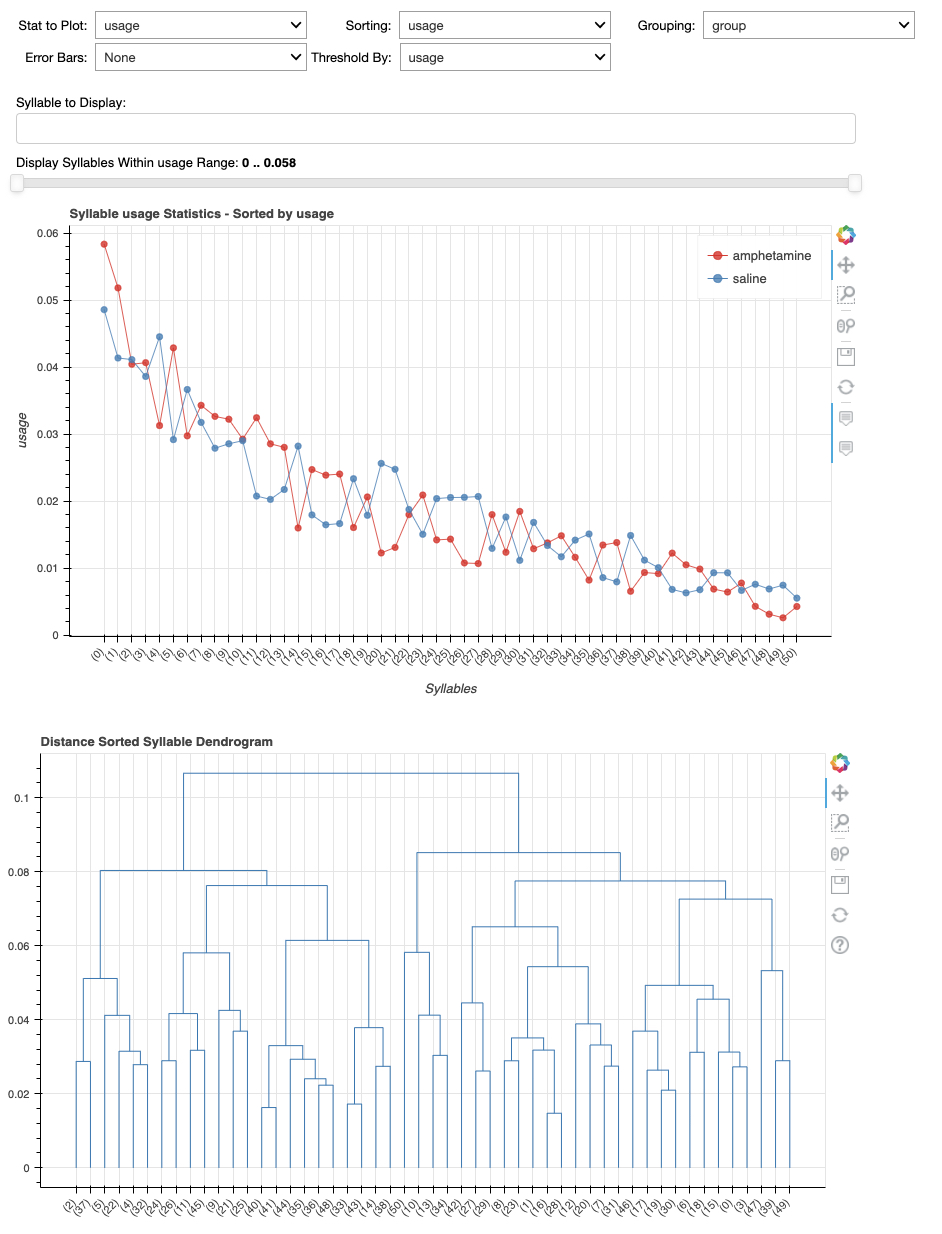 Stat to Plot: usage Sorting: usage Grouping: group
Error Bars: None Threshold By: usage
Syllable to Display:
Display Syllables Within usage Range: 0 .. 0.058
Syllable usage Statistics - Sorted by usage
0.06
0.05
0.04
0.03
0.02
0.01
0
usage
amphetamine
saline
(0) (1) (2) (3) (4) (5) (6) (7) (8) (9) (10) (11) (12) (13) (14) (15) (16) (17) (18) (19) (20) (21) (22) (23) (24) (25) (26) (27) (28) (29) (30) (31) (32) (33) (34) (35) (36) (37) (38) (39) (40) (41) (42) (43) (44) (45) (46) (47) (48) (49) (50)
Syllables
Distance Sorted Syllable Dendrogram
0.1
0.08
0.06
0.04
0.02
0
(2) (37) (5) (22) (4) (32) (24) (26) (11) (45) (9) (21) (25) (40) (41) (44) (35) (36) (48) (33) (43) (14) (38) (50) (10) (13) (34) (42) (27) (29) (8) (23) (1) (16) (28) (12) (20) (7) (31) (46) (17) (19) (30) (6) (18) (15) (0) (3) (47) (39) (49)